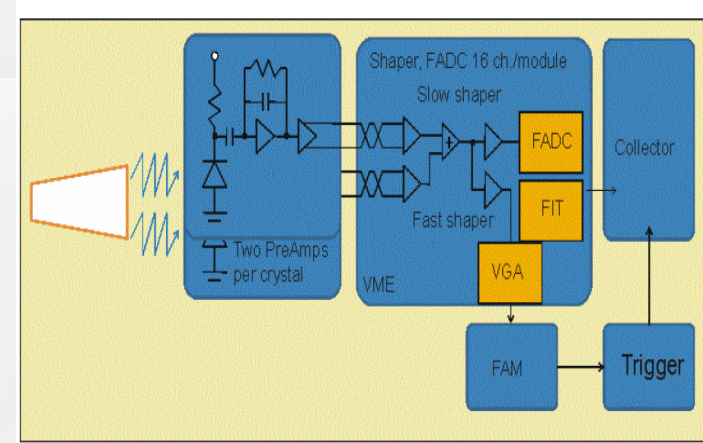 Shaper, FADC 16 ch./module
Slow shaper
FADC
Collector
FIT
Fast shaper
Two PreAmps
per crystal
VGA
VME
FAM
Trigger